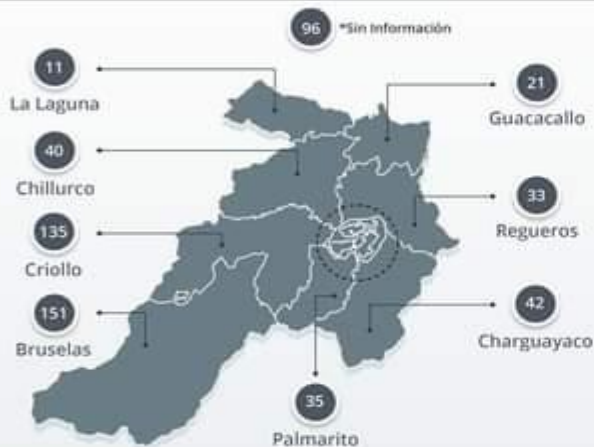 96 *Sin Información
11
La Laguna
21
Guacacallo
40
Chillurco
33
Regueros
135
Criollo
151
Bruselas
42
Charguayaco
35
Palmarito